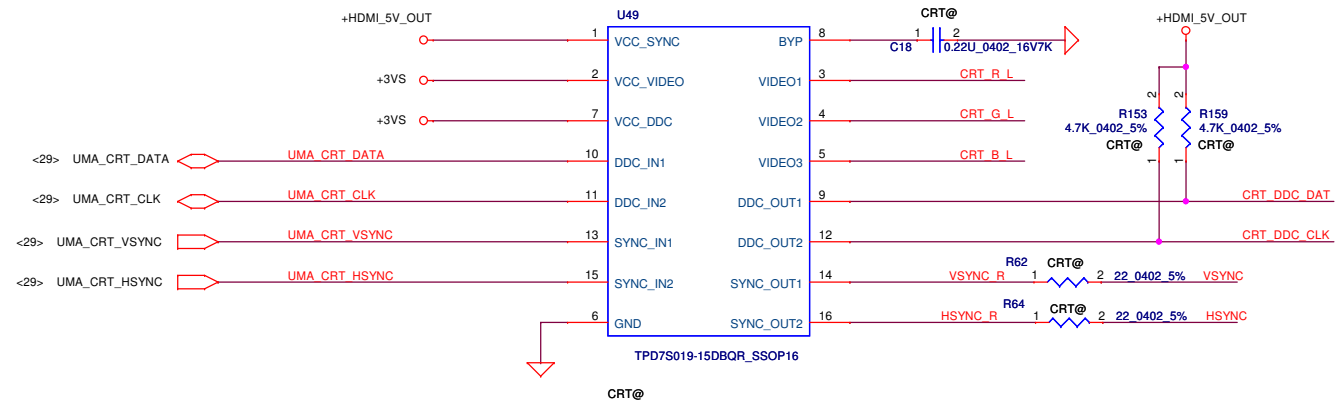 U49
CRT@
+HDMI_5V_OUT
+HDMI_5V_OUT
1 VCC_SYNC
BYP 8
C18 1 2 0.22U_0402_16V7K
+3VS
2 VCC_VIDEO
VIDEO1 3
CRT_R_L
+3VS
7 VCC_DDC
VIDEO2 4
CRT_G_L
2 2
R153
4.7K_0402_5%
CRT@
R159
4.7K_0402_5%
CRT@
1 1
<29> UMA_CRT_DATA
UMA_CRT_DATA
10 DDC_IN1
VIDEO3 5
CRT_B_L
<29> UMA_CRT_CLK
UMA_CRT_CLK
11 DDC_IN2
DDC_OUT1 9
CRT_DDC_DAT
<29> UMA_CRT_VSYNC
UMA_CRT_VSYNC
13 SYNC_IN1
DDC_OUT2 12
CRT_DDC_CLK
<29> UMA_CRT_HSYNC
UMA_CRT_HSYNC
15 SYNC_IN2
SYNC_OUT1 14
VSYNC_R
R62
CRT@
1 2 22_0402_5%
VSYNC
6 GND
SYNC_OUT2 16
HSYNC_R
R64
CRT@
1 2 22_0402_5%
HSYNC
TPD7S019-15DBQR_SSOP16
CRT@